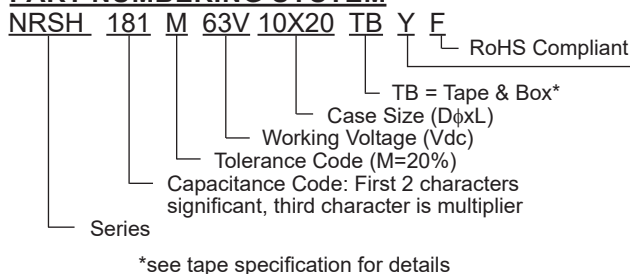 NRSH 181 M 63V 10X20 TB Y F
RoHS Compliant
TB = Tape & Box*
Case Size (DϕxL)
Working Voltage (Vdc)
Tolerance Code (M=20%)
Capacitance Code: First 2 characters
significant, third character is multiplier
Series
*see tape specification for details